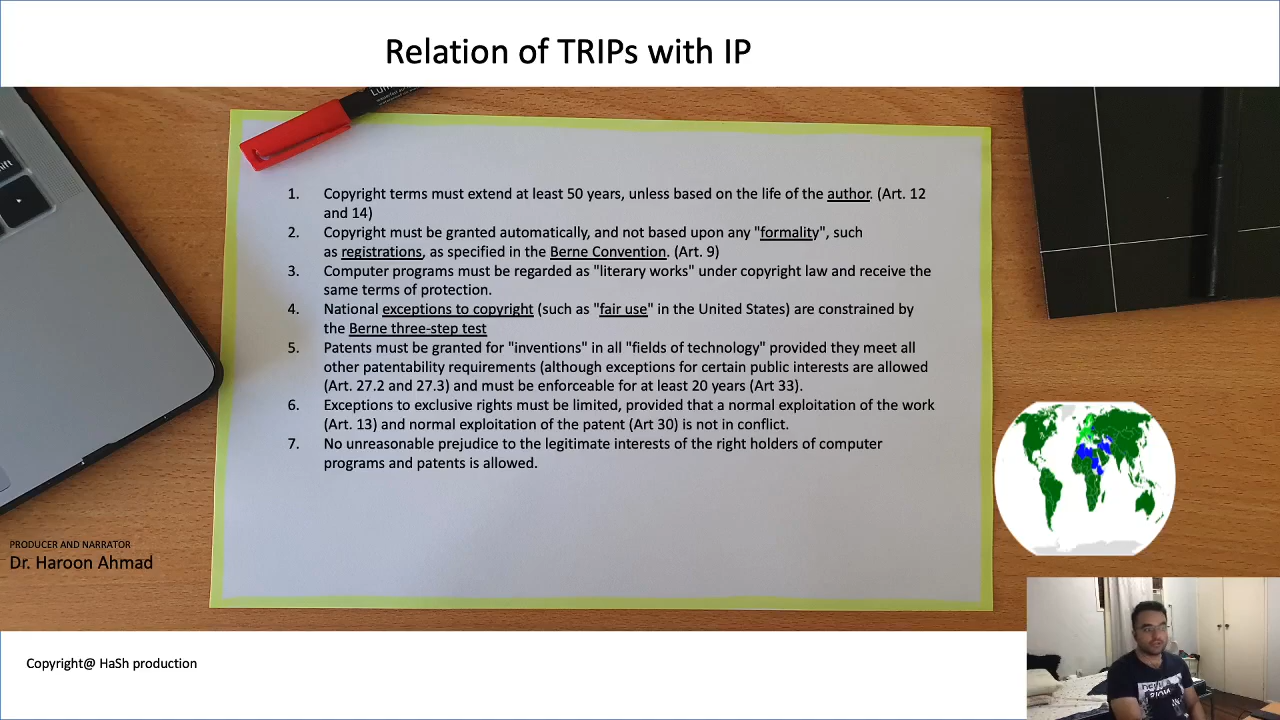 Relation of TRIPs with IP
1. Copyright terms must extend at least 50 years, unless based on the life of the author. (Art. 12
and 14)
2. Copyright must be granted automatically, and not based upon any "formality", such
as registrations, as specified in the Berne Convention. (Art. 9)
3. Computer programs must be regarded as "literary works" under copyright law and receive the
same terms of protection.
4. National exceptions to copyright (such as "fair use" in the United States) are constrained by
the Berne three-step test
5. Patents must be granted for "inventions" in all "fields of technology" provided they meet all
other patentability requirements (although exceptions for certain public interests are allowed
(Art. 27.2 and 27.3) and must be enforceable for at least 20 years (Art 33).
6. Exceptions to exclusive rights must be limited, provided that a normal exploitation of the work
(Art. 13) and normal exploitation of the patent (Art 30) is not in conflict.
7. No unreasonable prejudice to the legitimate interests of the right holders of computer
programs and patents is allowed.
PRODUCER AND NARRATOR
Dr. Haroon Ahmad
Copyright@ HaSh production